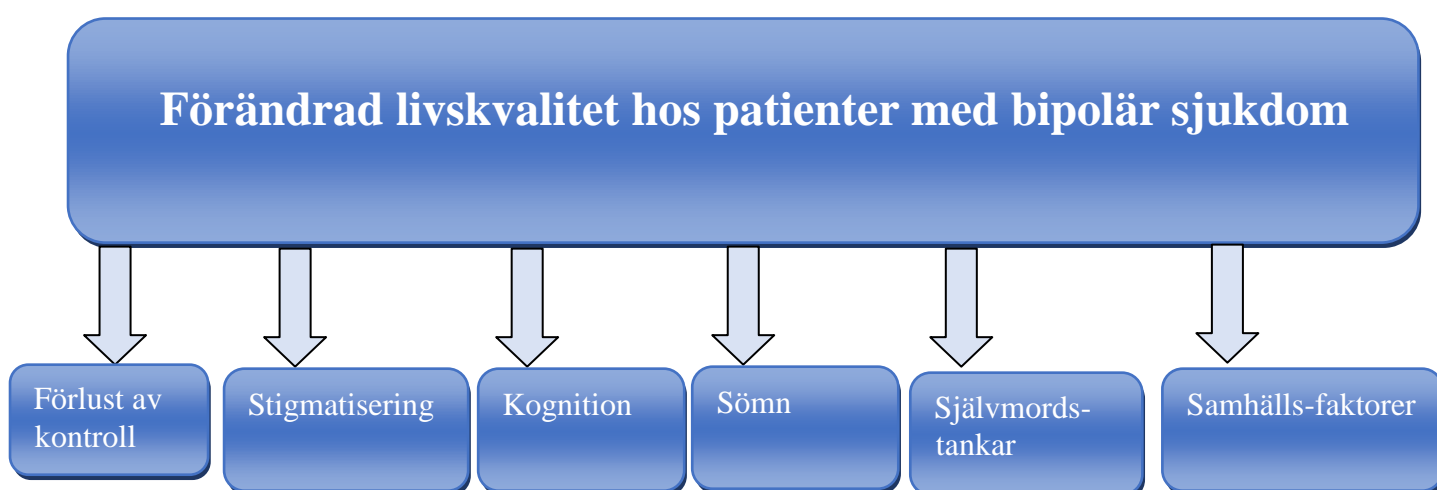 Förändrad livskvalitet hos patienter med bipolär sjukdom
Förlust av
kontroll
Stigmatisering
Kognition
Sömn
Självmords-
tankar
Samhälls-faktorer